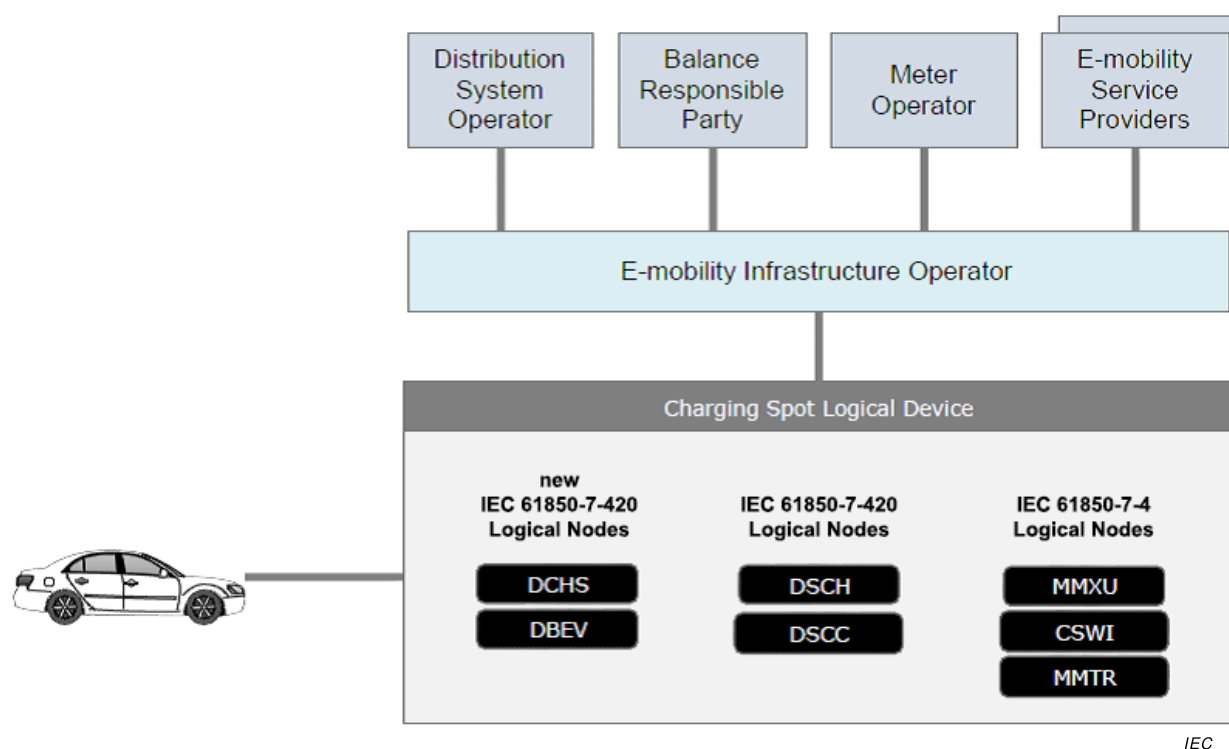 Distribution
System
Operator
Balance
Responsible
Party
Meter
Operator
E-mobility
Service
Providers
E-mobility Infrastructure Operator
Charging Spot Logical Device
new
IEC 61850-7-420
Logical Nodes
DCHS
DBEV
IEC 61850-7-420
Logical Nodes
DSCH
DSCC
IEC 61850-7-4
Logical Nodes
MMXU
CSWI
MMTR
IEC